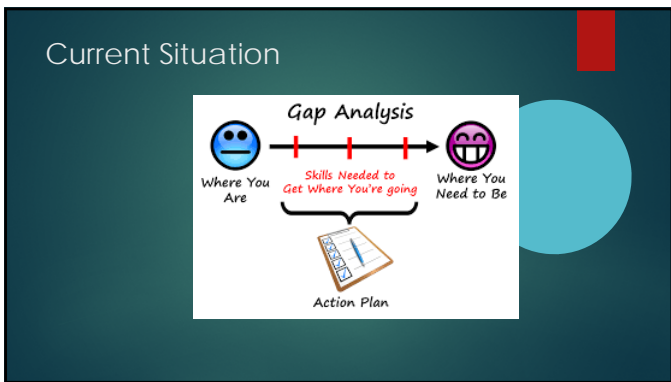 Current Situation
Gap Analysis
Where You
Are
Skills Needed to
Get Where You're going
Where You
Need to Be
Action Plan